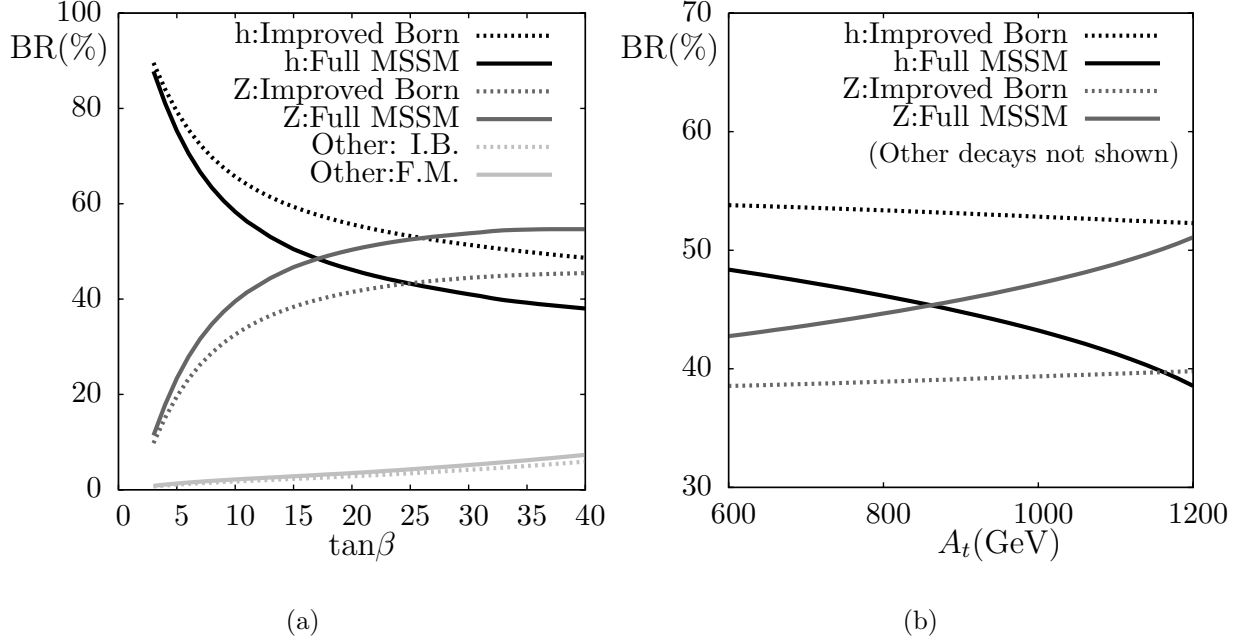 100
BR(%)
80
60
40
20
0
h:Improved Born
h:Full MSSM
Z:Improved Born
Z:Full MSSM
Other: I.B.
Other:F.M.
0 5 10 15 20 25 30 35 40
tanβ
(a)
70
BR(%)
60
50
40
30
h:Improved Born
h:Full MSSM
Z:Improved Born
Z:Full MSSM
(Other decays not shown)
600 800 1000 1200
A_t(GeV)
(b)